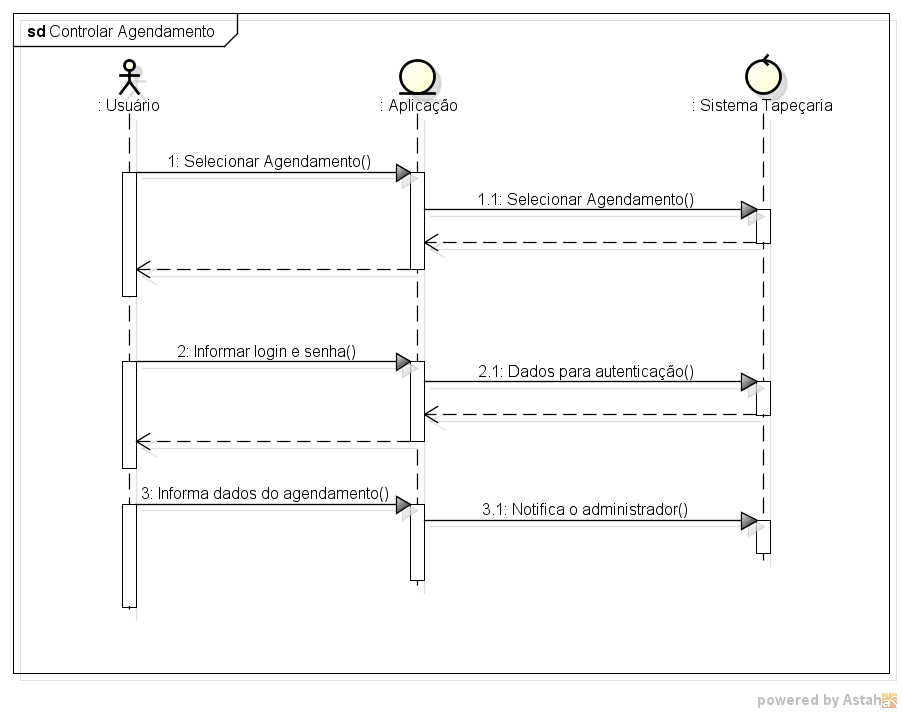 sd Controlar Agendamento
: Usuário
: Aplicação
: Sistema Tapeçaria
1: Selecionar Agendamento()
1.1: Selecionar Agendamento()
2: Informar login e senha()
2.1: Dados para autenticação()
3: Informa dados do agendamento()
3.1: Notifica o administrador()
powered by Astah